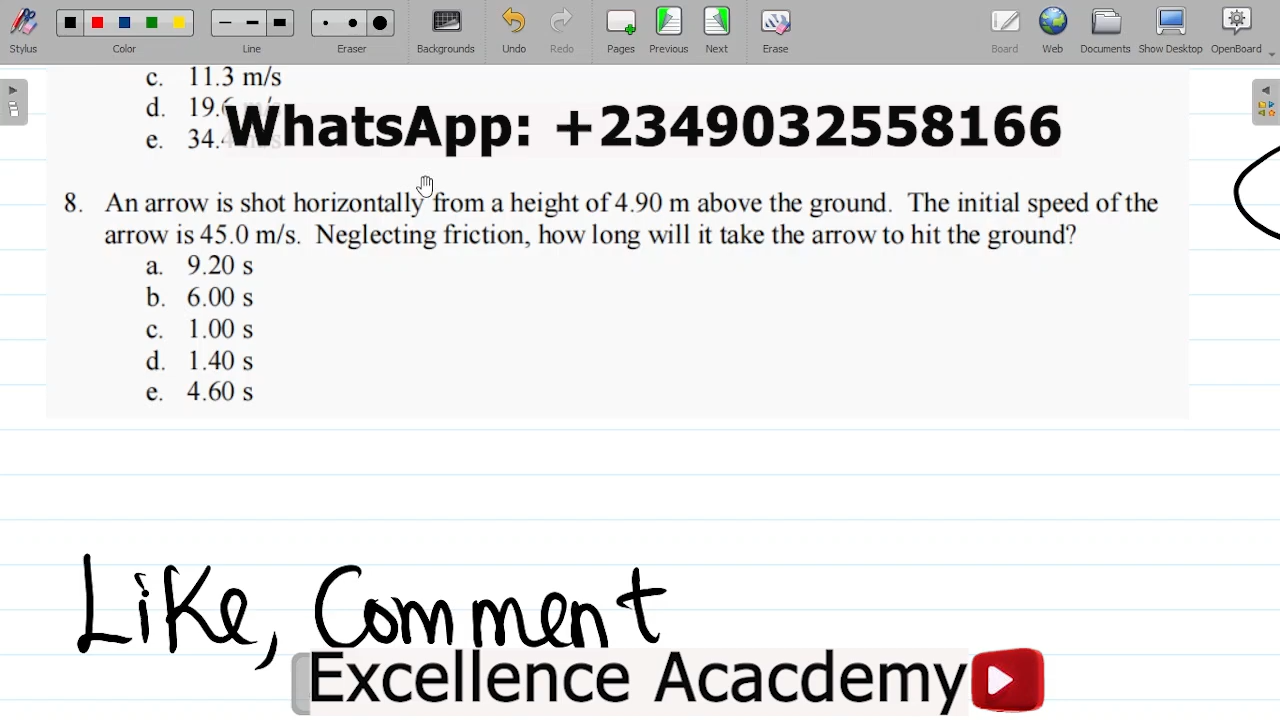 Stylus Color Line Eraser Backgrounds Undo Redo Pages Previous Next Erase Board Web Documents Show Desktop OpenBoard
c. 11.3 m/s
d. 19.
e. 34.
WhatsApp: +2349032558166
8. An arrow is shot horizontally from a height of 4.90 m above the ground. The initial speed of the
arrow is 45.0 m/s. Neglecting friction, how long will it take the arrow to hit the ground?
a. 9.20 s
b. 6.00 s
c. 1.00 s
d. 1.40 s
e. 4.60 s
Like, Comment
Excellence Acacdemy